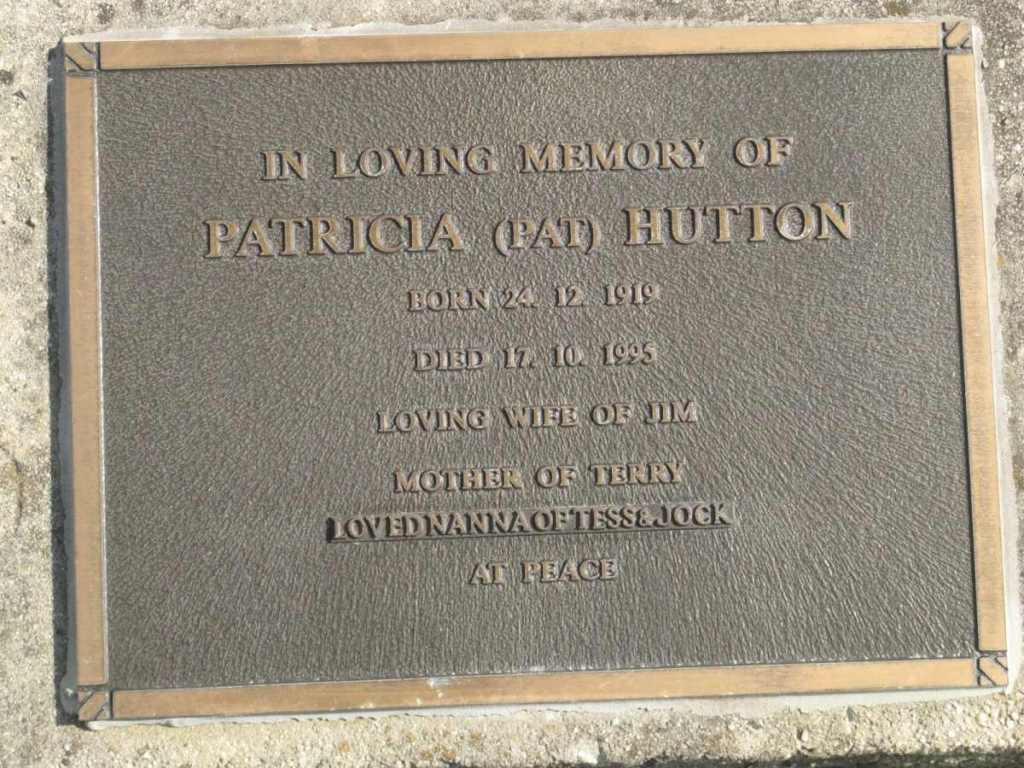 IN LOVING MEMORY OF
PATRICIA (PAT) HUTTON
BORN 24. 12. 1919
DIED 17. 10. 1995
LOVING WIFE OF JIM
MOTHER OF TERRY
LOVED NANNA OF TESS & JOCK
AT PEACE